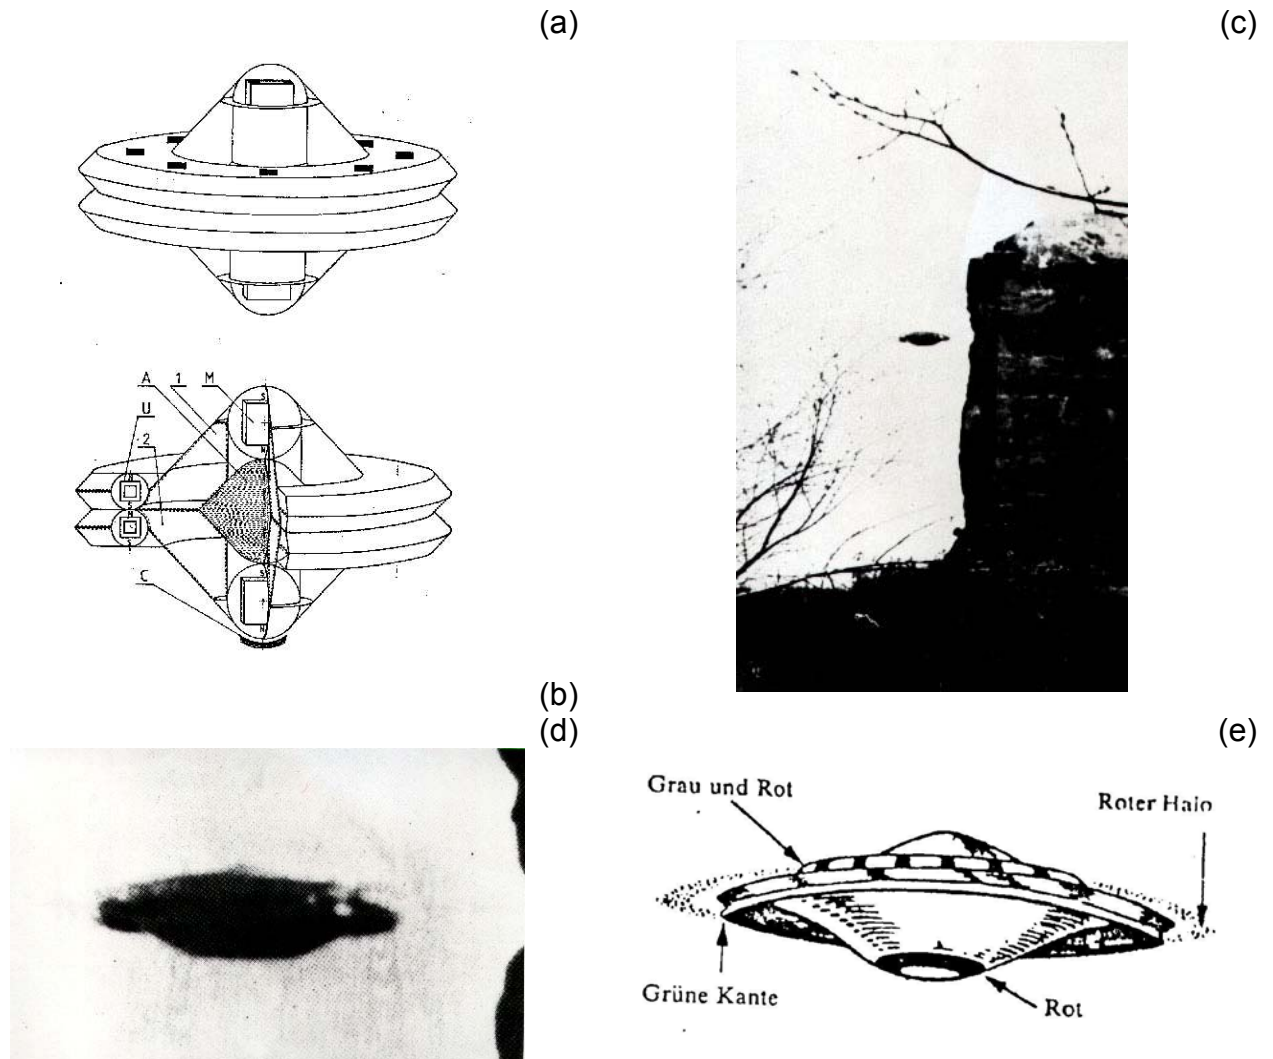 (a)
(c)
A 1 M
U
2
S
N
N
S
N
C
(b)
(d)
(e)
Grau und Rot
Roter Halo
Grüne Kante
Rot